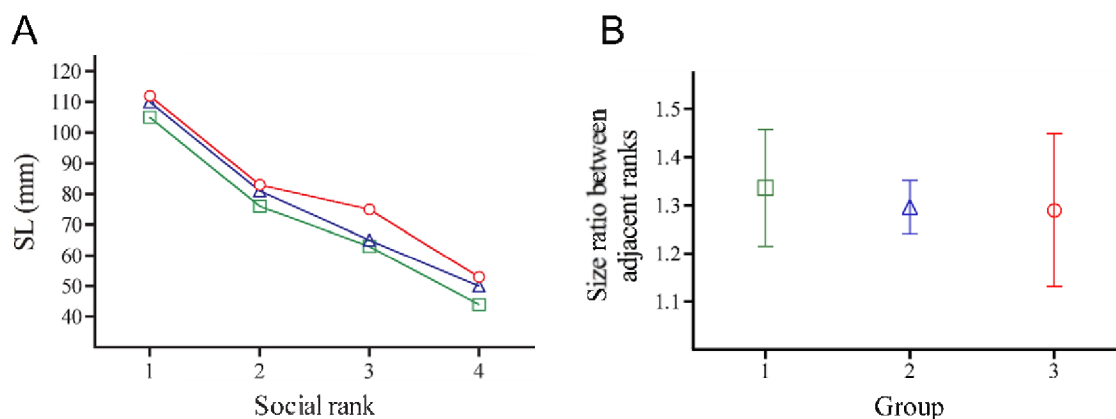 A
120
110
100
90
80
70
60
50
40
SL (mm)
1 2 3 4
Social rank
B
1.5
1.4
1.3
1.2
1.1
Size ratio between
adjacent ranks
1 2 3
Group